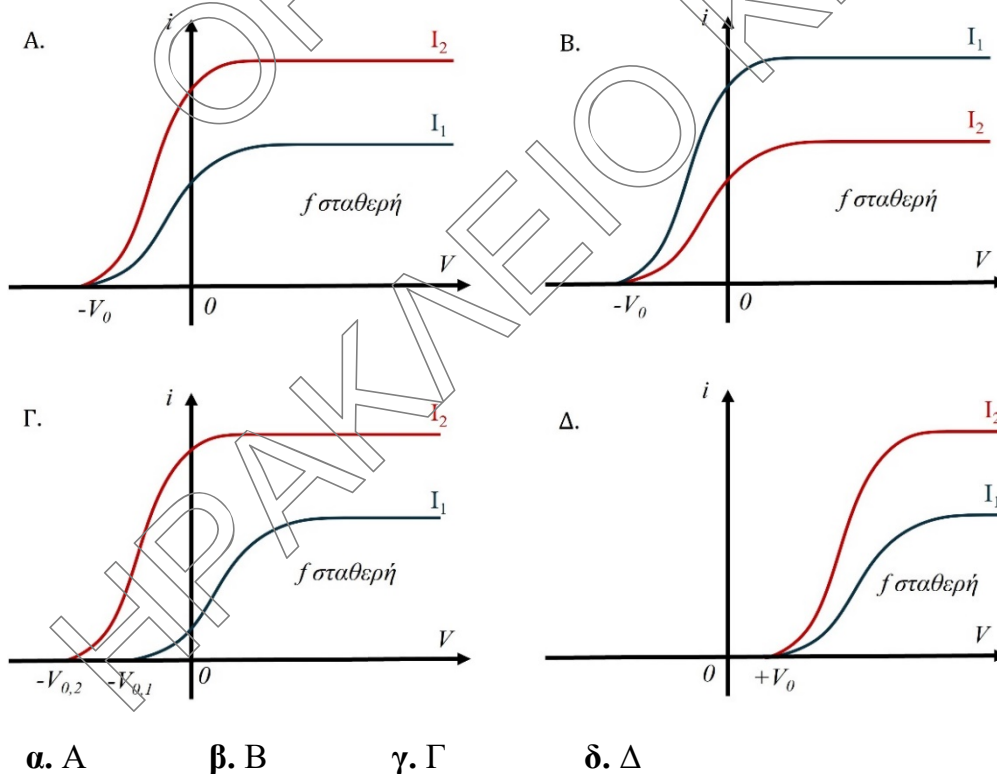 Α.
i
I₂
I₁
f σταθερή
V
-V₀
0
Β.
i
I₁
I₂
f σταθερή
V
-V₀
0
Γ.
i
I₂
I₁
f σταθερή
V
-V₀,₂
-V₀,₁
0
Δ.
i
I₂
I₁
f σταθερή
V
0
+V₀
ΗΡΑΚΛΕΙΟ Κ
α. Α β. Β γ. Γ δ. Δ